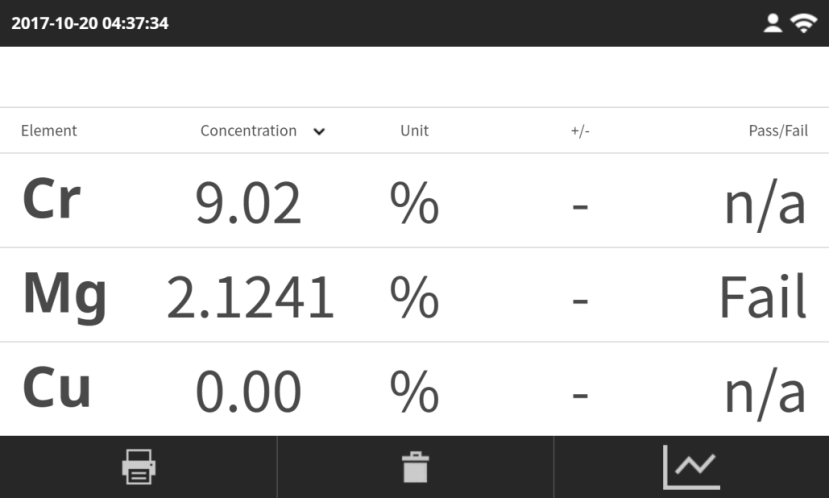 2017-10-20 04:37:34
Element Concentration Unit +/- Pass/Fail
Cr 9.02 % - n/a
Mg 2.1241 % - Fail
Cu 0.00 % - n/a